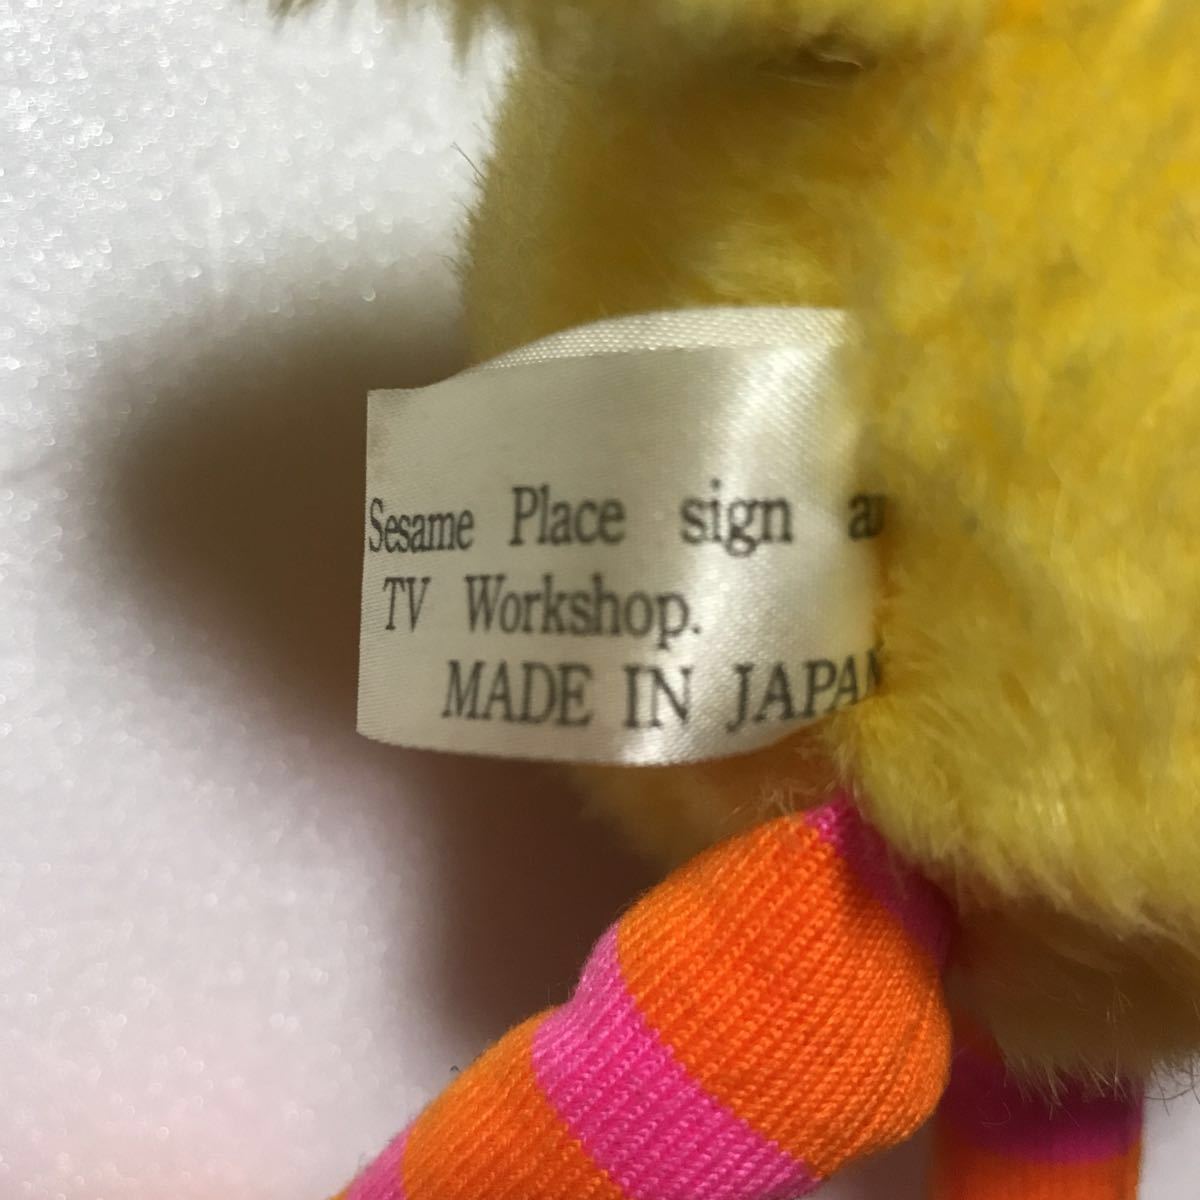 Sesame Place sign
TV Workshop.
MADE IN JAPAN